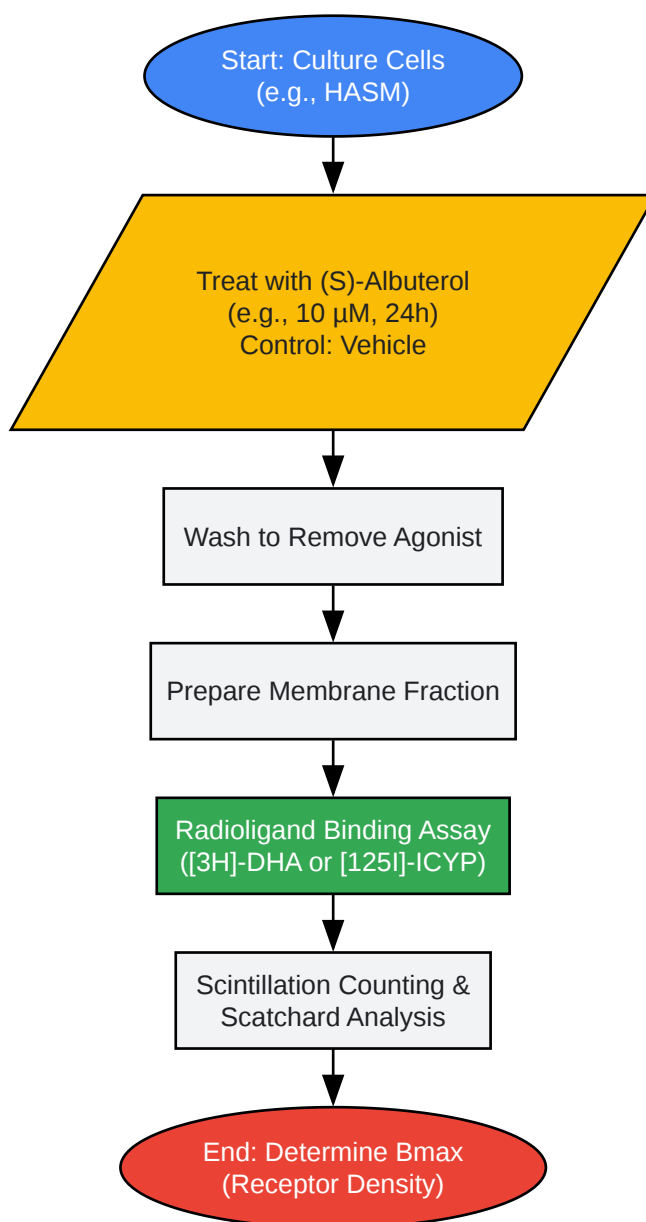 Start: Culture Cells
(e.g., HASM)
Treat with (S)-Albuterol
(e.g., 10 µM, 24h)
Control: Vehicle
Wash to Remove Agonist
Prepare Membrane Fraction
Radioligand Binding Assay
([3H]-DHA or [125I]-ICYP)
Scintillation Counting &
Scatchard Analysis
End: Determine Bmax
(Receptor Density)